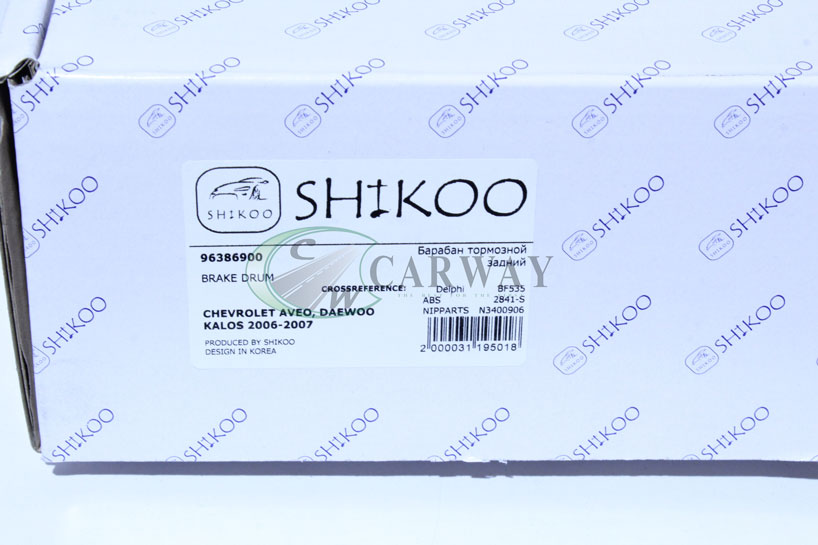 SHIKOO
SHIKOO
96386900
Барабан тормозной
задний
BRAKE DRUM
CROSSREFERENCE: Delphi BF535
ABS 2841-S
NIPPARTS N3400906
CHEVROLET AVEO, DAEWOO
KALOS 2006-2007
PRODUCED BY SHIKOO
DESIGN IN KOREA
2 000031 195018
CARWAY